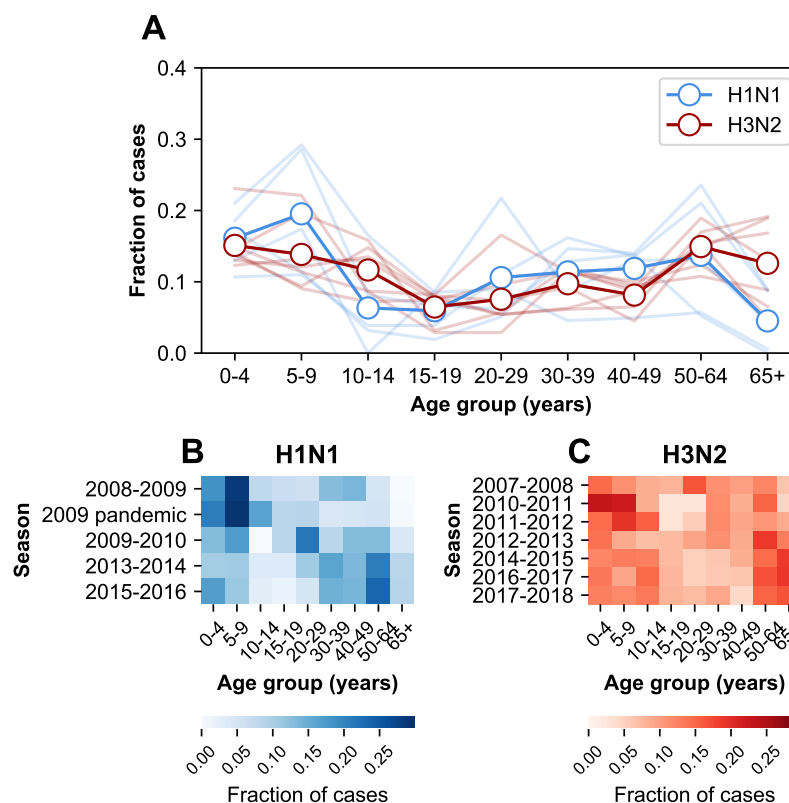 A
Fraction of cases
0.4
0.3
0.2
0.1
0.0
H1N1
H3N2
0-4 5-9 10-14 15-19 20-29 30-39 40-49 50-64 65+
Age group (years)
B
H1N1
Season
2008-2009
2009 pandemic
2009-2010
2013-2014
2015-2016
0-4 5-9 10-14 15-19 20-29 30-39 40-49 50-64 65+
Age group (years)
0.00 0.05 0.10 0.15 0.20 0.25
Fraction of cases
C
H3N2
Season
2007-2008
2010-2011
2011-2012
2012-2013
2014-2015
2016-2017
2017-2018
0-4 5-9 10-14 15-19 20-29 30-39 40-49 50-64
Age group (years)
0.00 0.05 0.10 0.15 0.20 0.25
Fraction of cases